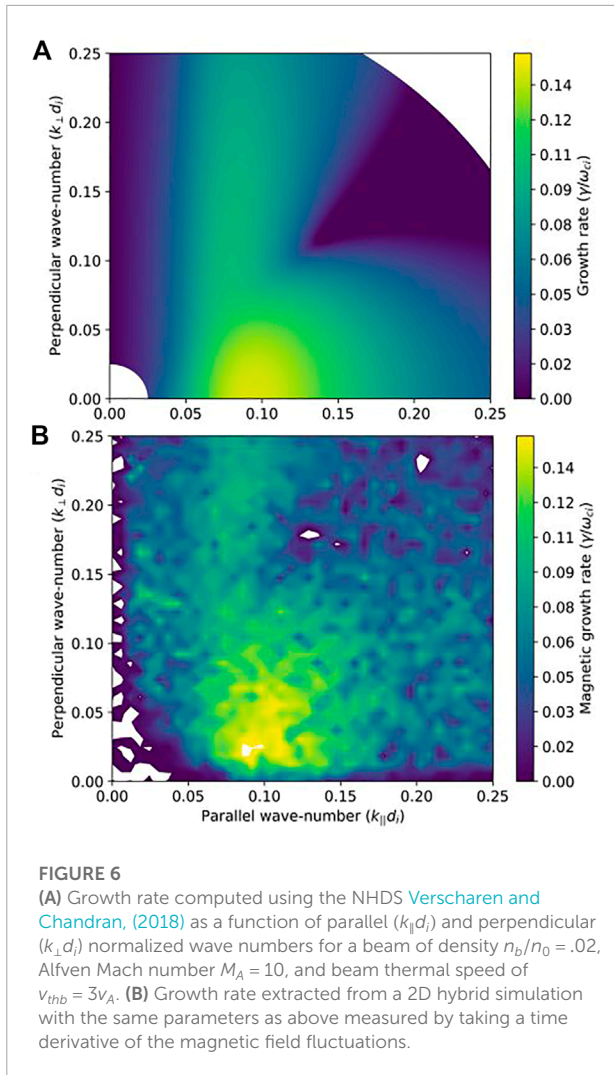 A
0.25
0.20
0.15
0.10
0.05
0.00
Perpendicular wave-number (k⊥dᵢ)
0.00
0.05
0.10
0.15
0.20
0.25
0.14
0.12
0.11
0.09
0.08
0.06
0.05
0.03
0.02
0.00
Growth rate (γ/ω_ci)
B
0.25
0.20
0.15
0.10
0.05
0.00
Perpendicular wave-number (k⊥dᵢ)
0.00
0.05
0.10
0.15
0.20
0.25
Parallel wave-number (k∥dᵢ)
0.14
0.12
0.11
0.09
0.08
0.06
0.05
0.03
0.02
0.00
Magnetic growth rate (γ/ω_ci)
FIGURE 6
(A) Growth rate computed using the NHDS Verscharen and
Chandran, (2018) as a function of parallel (k∥dᵢ) and perpendicular
(k⊥dᵢ) normalized wave numbers for a beam of density n_b/n_0 = .02,
Alfven Mach number M_A = 10, and beam thermal speed of
v_thb = 3v_A. (B) Growth rate extracted from a 2D hybrid simulation
with the same parameters as above measured by taking a time
derivative of the magnetic field fluctuations.